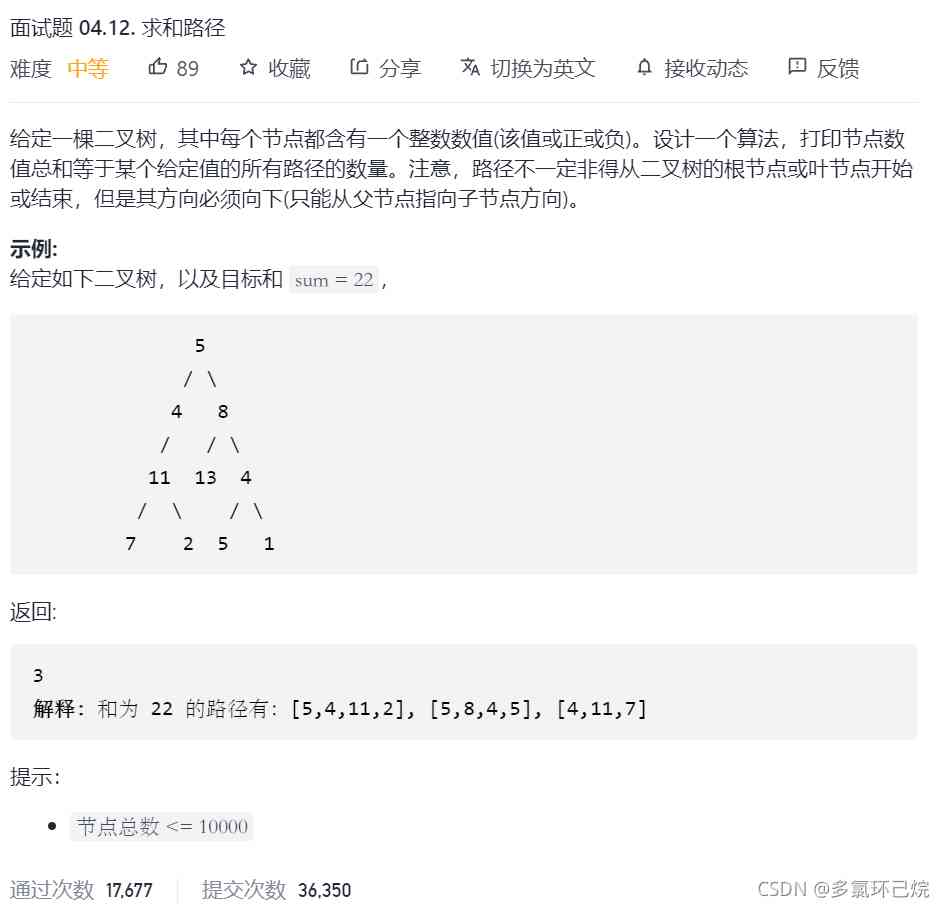 面试题 04.12. 求和路径
难度 中等 89 收藏 分享 切换为英文 接收动态 反馈
给定一棵二叉树，其中每个节点都含有一个整数数值(该值或正或负)。设计一个算法，打印节点数
值总和等于某个给定值的所有路径的数量。注意，路径不一定非得从二叉树的根节点或叶节点开始
或结束，但是其方向必须向下(只能从父节点指向子节点方向)。
示例:
给定如下二叉树，以及目标和 sum = 22 ，
5
/ \
4 8
/ / \
11 13 4
/ \ / \
7 2 5 1
返回:
3
解释: 和为 22 的路径有: [5,4,11,2], [5,8,4,5], [4,11,7]
提示:
• 节点总数 <= 10000
通过次数 17,677 提交次数 36,350
CSDN @多氯环己烷